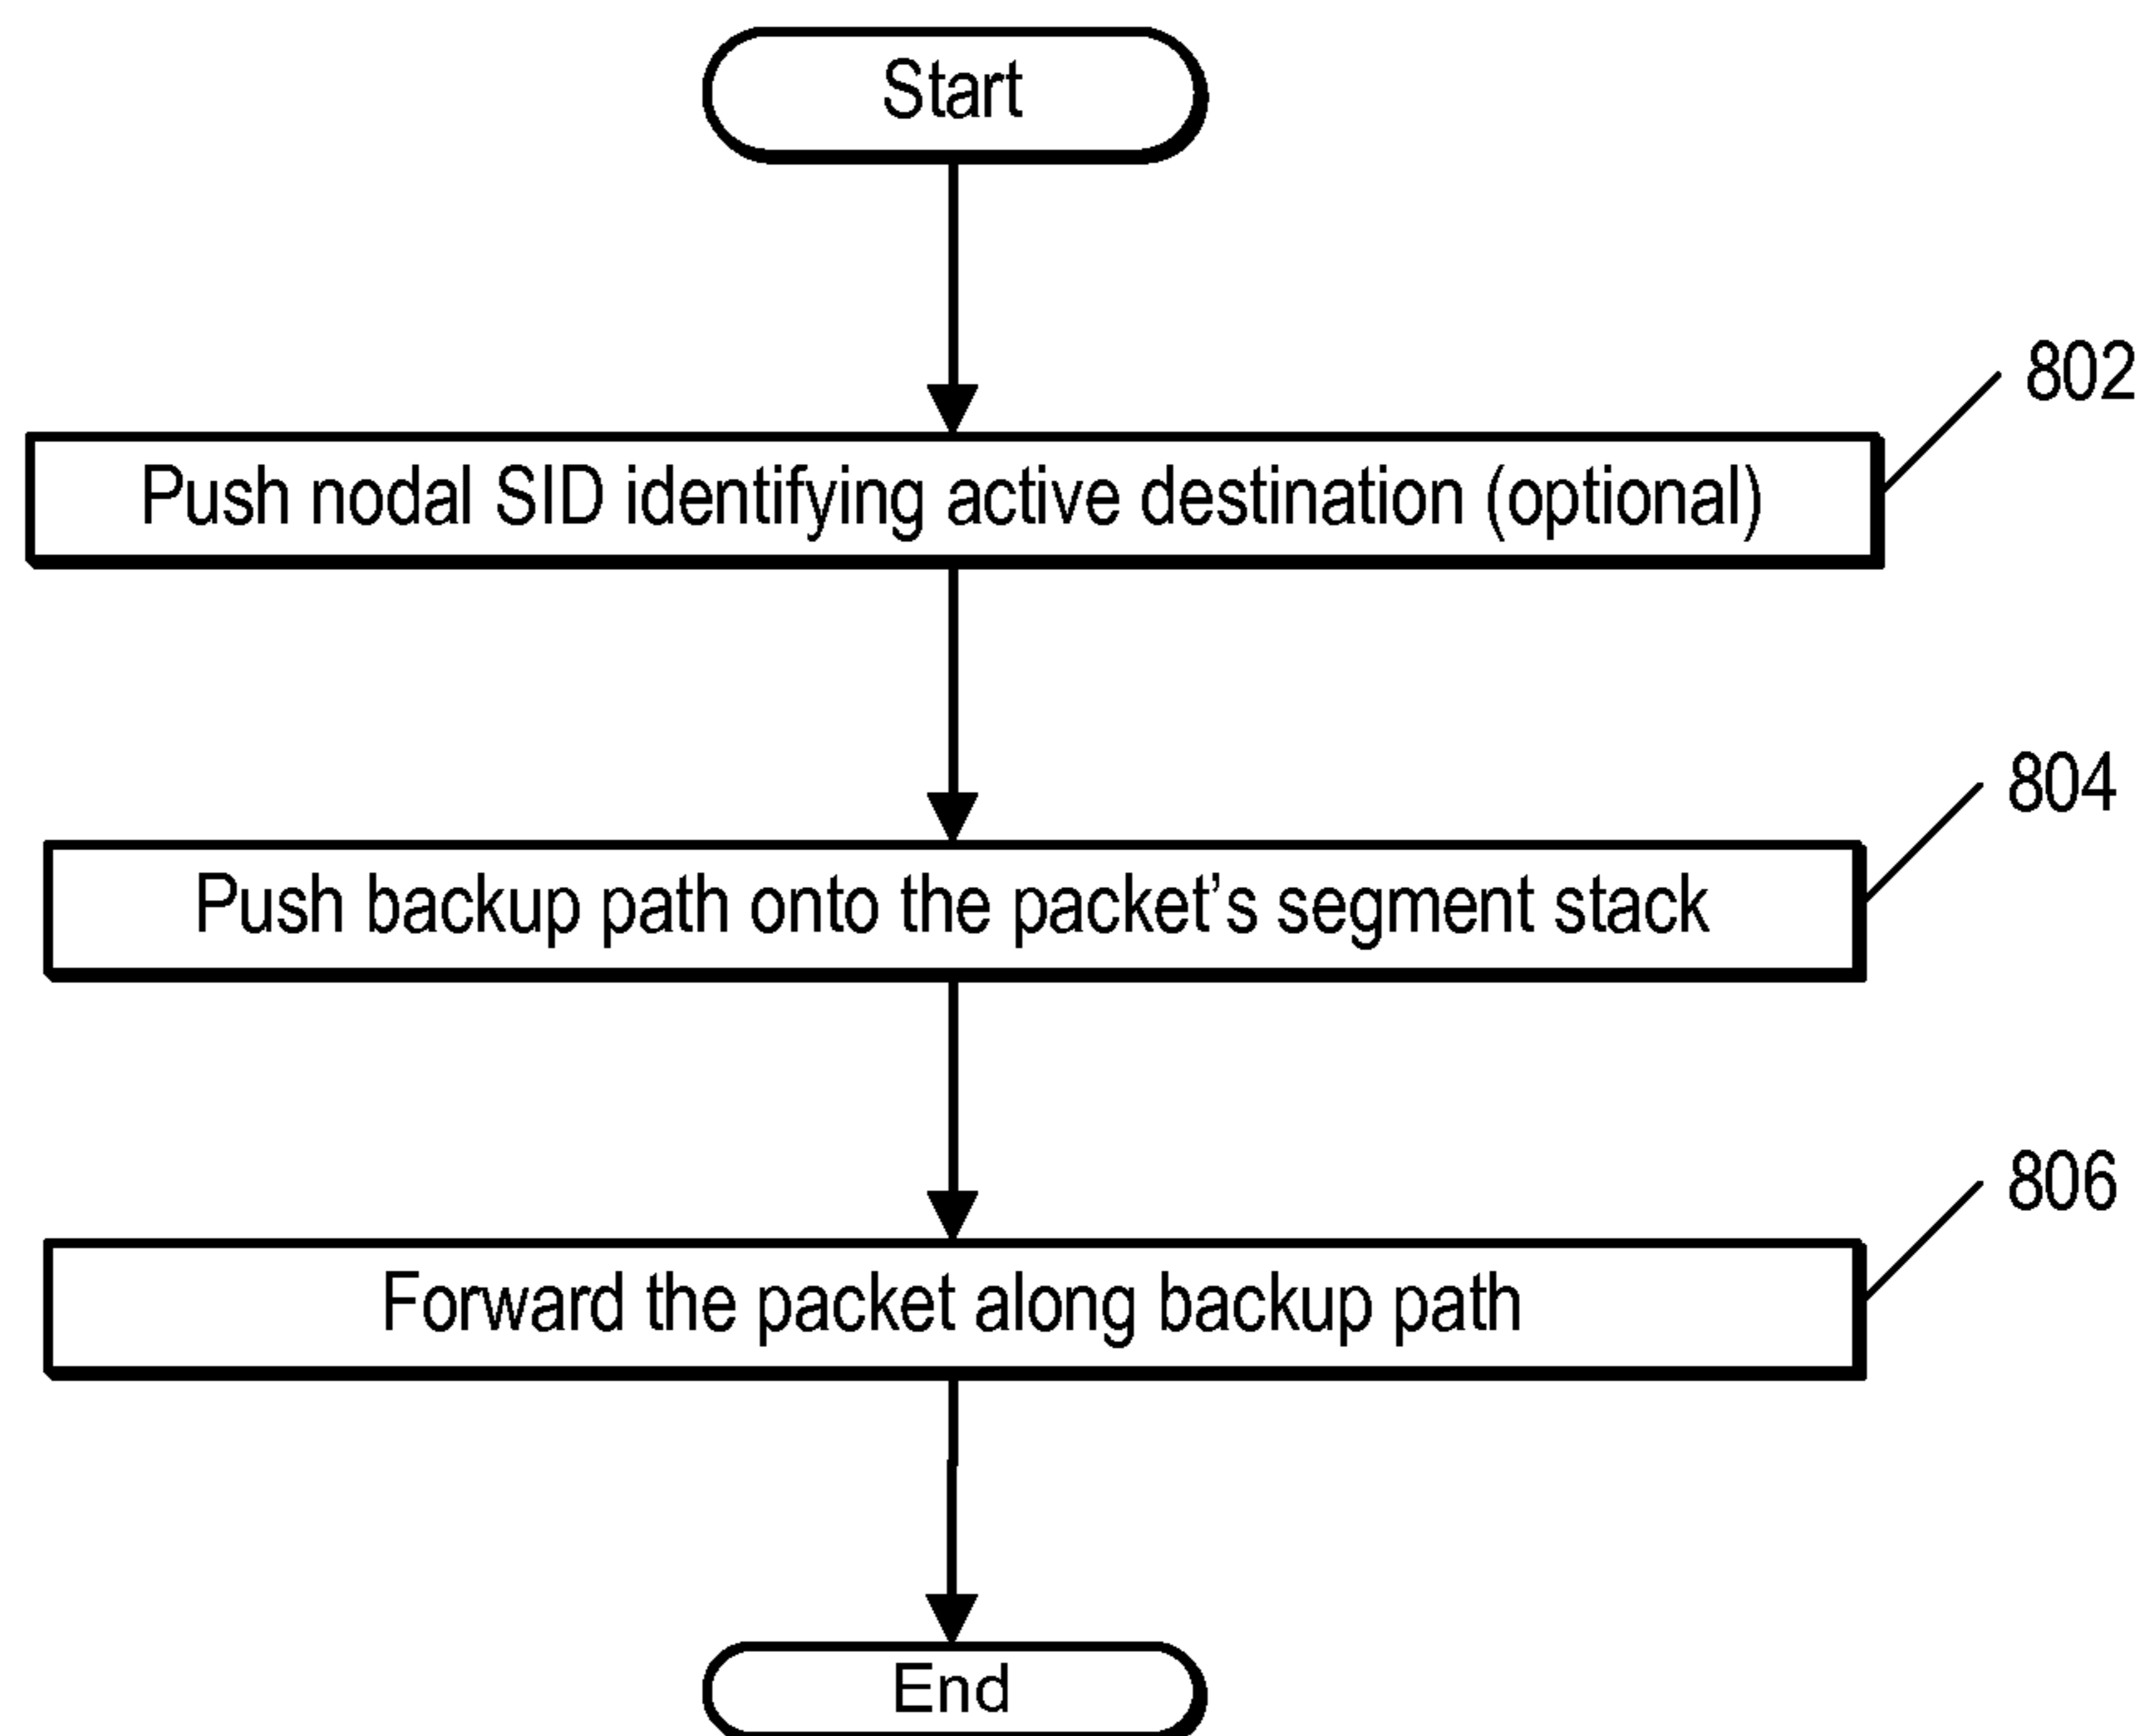 Start
802
Push nodal SID identifying active destination (optional)
804
Push backup path onto the packet’s segment stack
806
Forward the packet along backup path
End